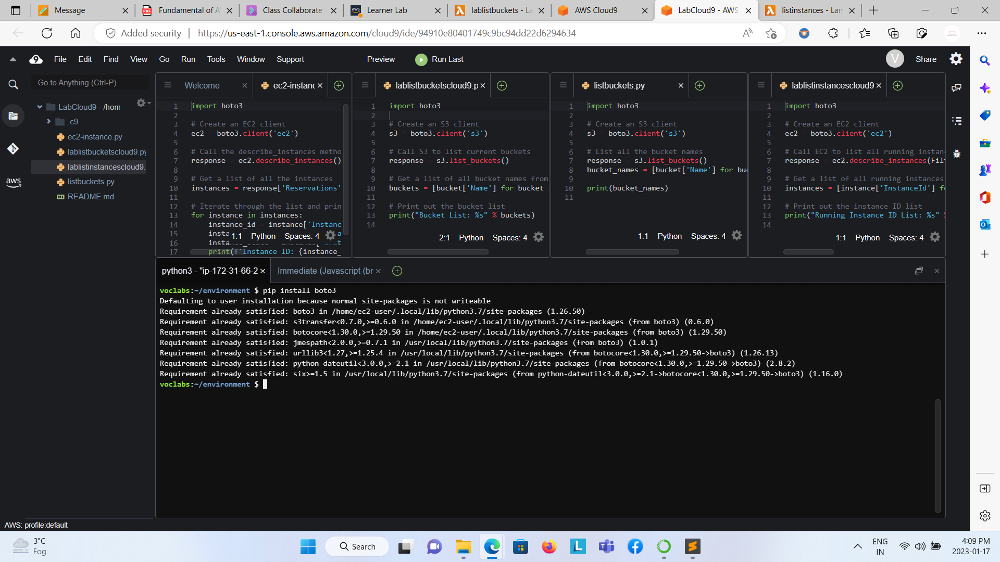 Message
Fundamental of A
Class Collaborate
Learner Lab
lablistbuckets - La
AWS Cloud9
LabCloud9 - AWS
listinstances - Lam
Added security
https://us-east-1.console.aws.amazon.com/cloud9/ide/94910e80401749c9bc94dd22d6294634
File Edit Find View Go Run Tools Window Support Preview Run Last
V Share
Go to Anything (Ctrl-P)
LabCloud9 - /hom
.c9
ec2-instance.py
lablistbucketscloud9.py
lablistinstancescloud9.
listbuckets.py
README.md
aws
Welcome
ec2-instanc
1 import boto3
2
3 # Create an EC2 client
4 ec2 = boto3.client('ec2')
5
6 # Call the describe_instances metho
7 response = ec2.describe_instances()
8
9 # Get a list of all the instances
10 instances = response['Reservations'
11
12 # Iterate through the list and prin
13 for instance in instances:
14 instance_id = instance['Instanc
15 insta
16
17 print(f'Instance ID: {instance_
1:1 Python Spaces: 4
lablistbucketscloud9.p
1 import boto3
2
3 # Create an S3 client
4 s3 = boto3.client('s3')
5
6 # Call S3 to list current buckets
7 response = s3.list_buckets()
8
9 # Get a list of all bucket names from
10 buckets = [bucket['Name'] for bucket
11
12 # Print out the bucket list
13 print("Bucket List: %s" % buckets)
14
2:1 Python Spaces: 4
listbuckets.py
1 import boto3
2
3 # Create an S3 client
4 s3 = boto3.client('s3')
5
6 # List all the bucket names
7 response = s3.list_buckets()
8 bucket_names = [bucket['Name'] for buc
9
10 print(bucket_names)
11
1:1 Python Spaces: 4
lablistinstancescloud9
1 import boto3
2
3 # Create an EC2 client
4 ec2 = boto3.client('ec2')
5
6 # Call EC2 to list all running instanc
7 response = ec2.describe_instances(Filt
8
9 # Get a list of all running instances
10 instances = [instance['InstanceId'] fo
11
12 # Print out the instance ID list
13 print("Running Instance ID List: %s" %
14
1:1 Python Spaces: 4
python3 - "ip-172-31-66-2
Immediate (Javascript (br
voclabs:~/environment $ pip install boto3
Defaulting to user installation because normal site-packages is not writeable
Requirement already satisfied: boto3 in /home/ec2-user/.local/lib/python3.7/site-packages (1.26.50)
Requirement already satisfied: s3transfer<0.7.0,>=0.6.0 in /home/ec2-user/.local/lib/python3.7/site-packages (from boto3) (0.6.0)
Requirement already satisfied: botocore<1.30.0,>=1.29.50 in /home/ec2-user/.local/lib/python3.7/site-packages (from boto3) (1.29.50)
Requirement already satisfied: jmespath<2.0.0,>=0.7.1 in /usr/local/lib/python3.7/site-packages (from boto3) (1.0.1)
Requirement already satisfied: urllib3<1.27,>=1.25.4 in /usr/local/lib/python3.7/site-packages (from botocore<1.30.0,>=1.29.50->boto3) (1.26.13)
Requirement already satisfied: python-dateutil<3.0.0,>=2.1 in /usr/local/lib/python3.7/site-packages (from botocore<1.30.0,>=1.29.50->boto3) (2.8.2)
Requirement already satisfied: six>=1.5 in /usr/local/lib/python3.7/site-packages (from python-dateutil<3.0.0,>=2.1->botocore<1.30.0,>=1.29.50->boto3) (1.16.0)
voclabs:~/environment $
AWS: profile:default
3°C
Fog
Search
ENG
IN
4:09 PM
2023-01-17